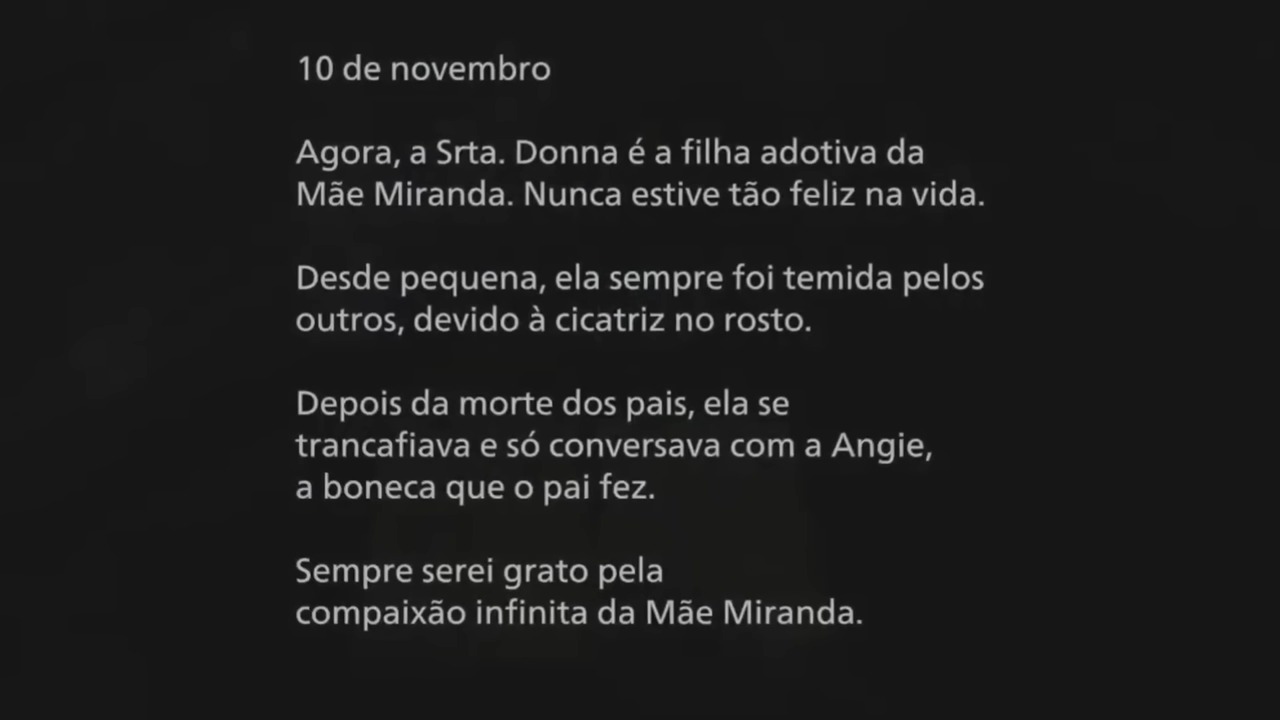 10 de novembro
Agora, a Srta. Donna é a filha adotiva da
Mãe Miranda. Nunca estive tão feliz na vida.
Desde pequena, ela sempre foi temida pelos
outros, devido à cicatriz no rosto.
Depois da morte dos pais, ela se
trancafiava e só conversava com a Angie,
a boneca que o pai fez.
Sempre serei grato pela
compaixão infinita da Mãe Miranda.